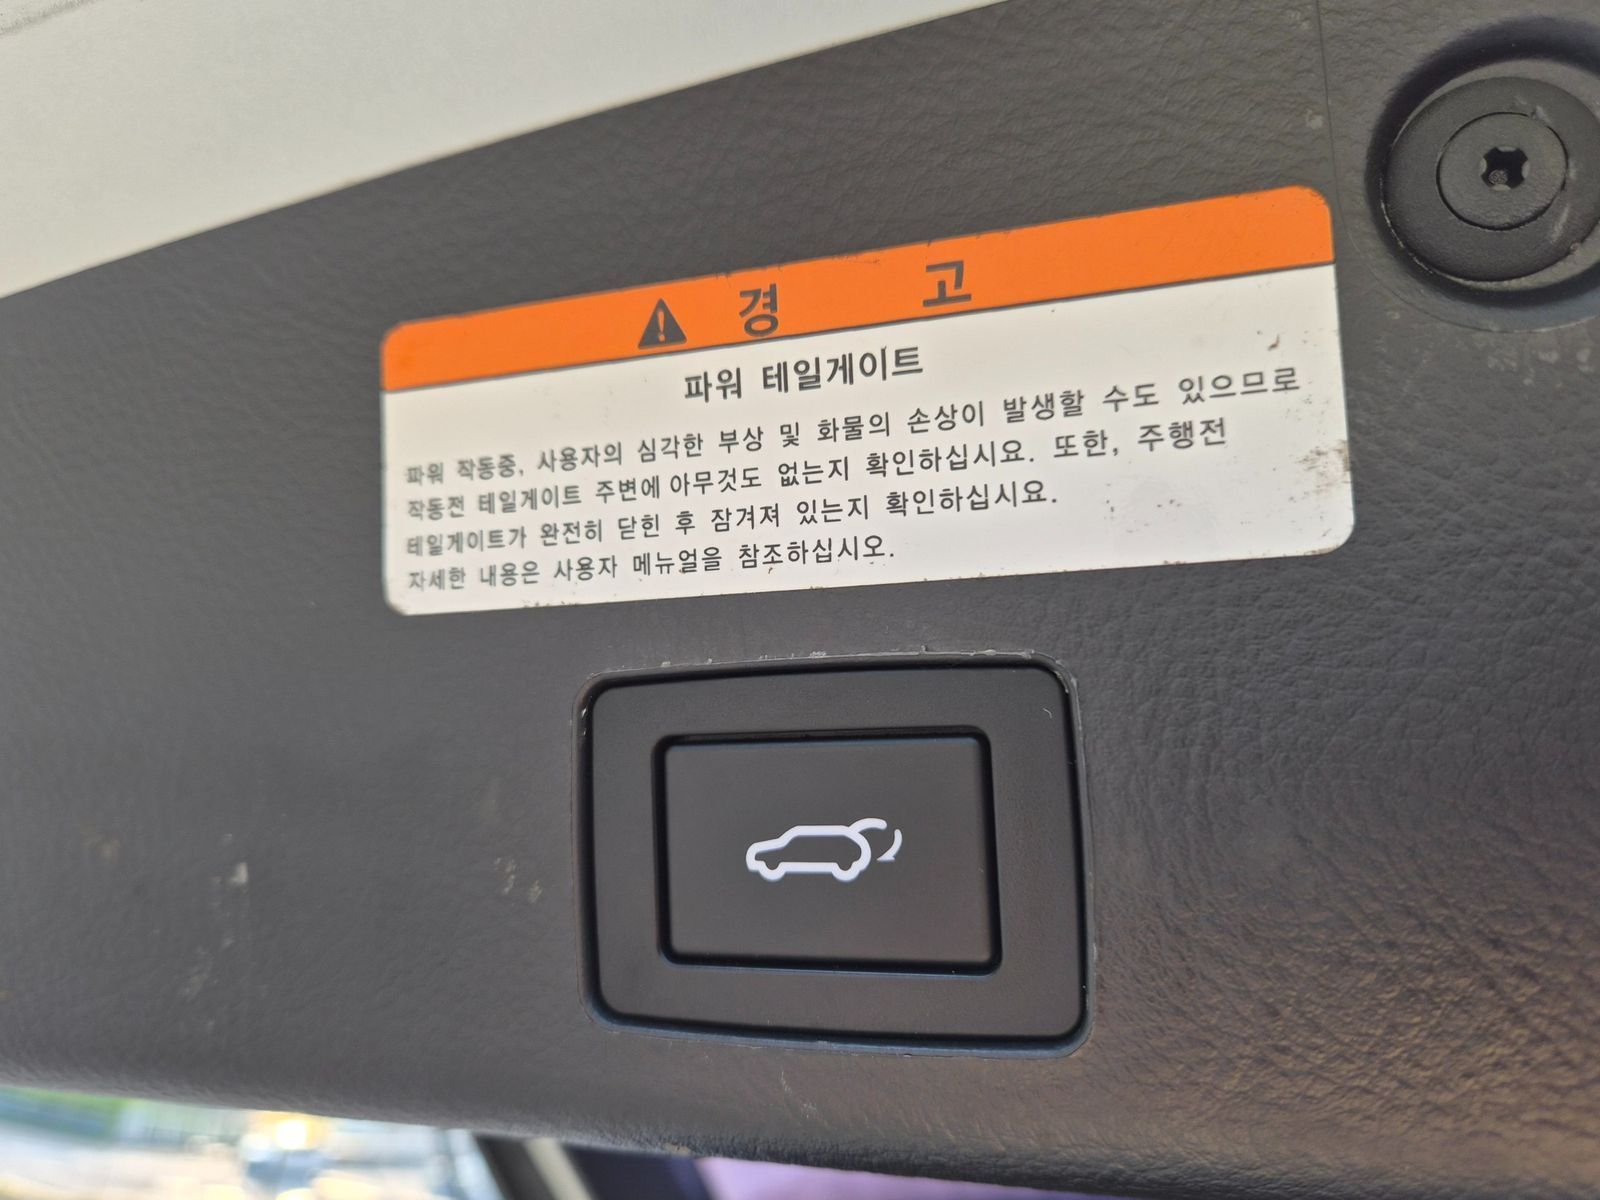 경 고
파워 테일게이트
파워 작동중, 사용자의 심각한 부상 및 화물의 손상이 발생할 수도 있으므로
작동전 테일게이트 주변에 아무것도 없는지 확인하십시요. 또한, 주행전
테일게이트가 완전히 닫힌 후 잠겨져 있는지 확인하십시요.
자세한 내용은 사용자 메뉴얼을 참조하십시오.